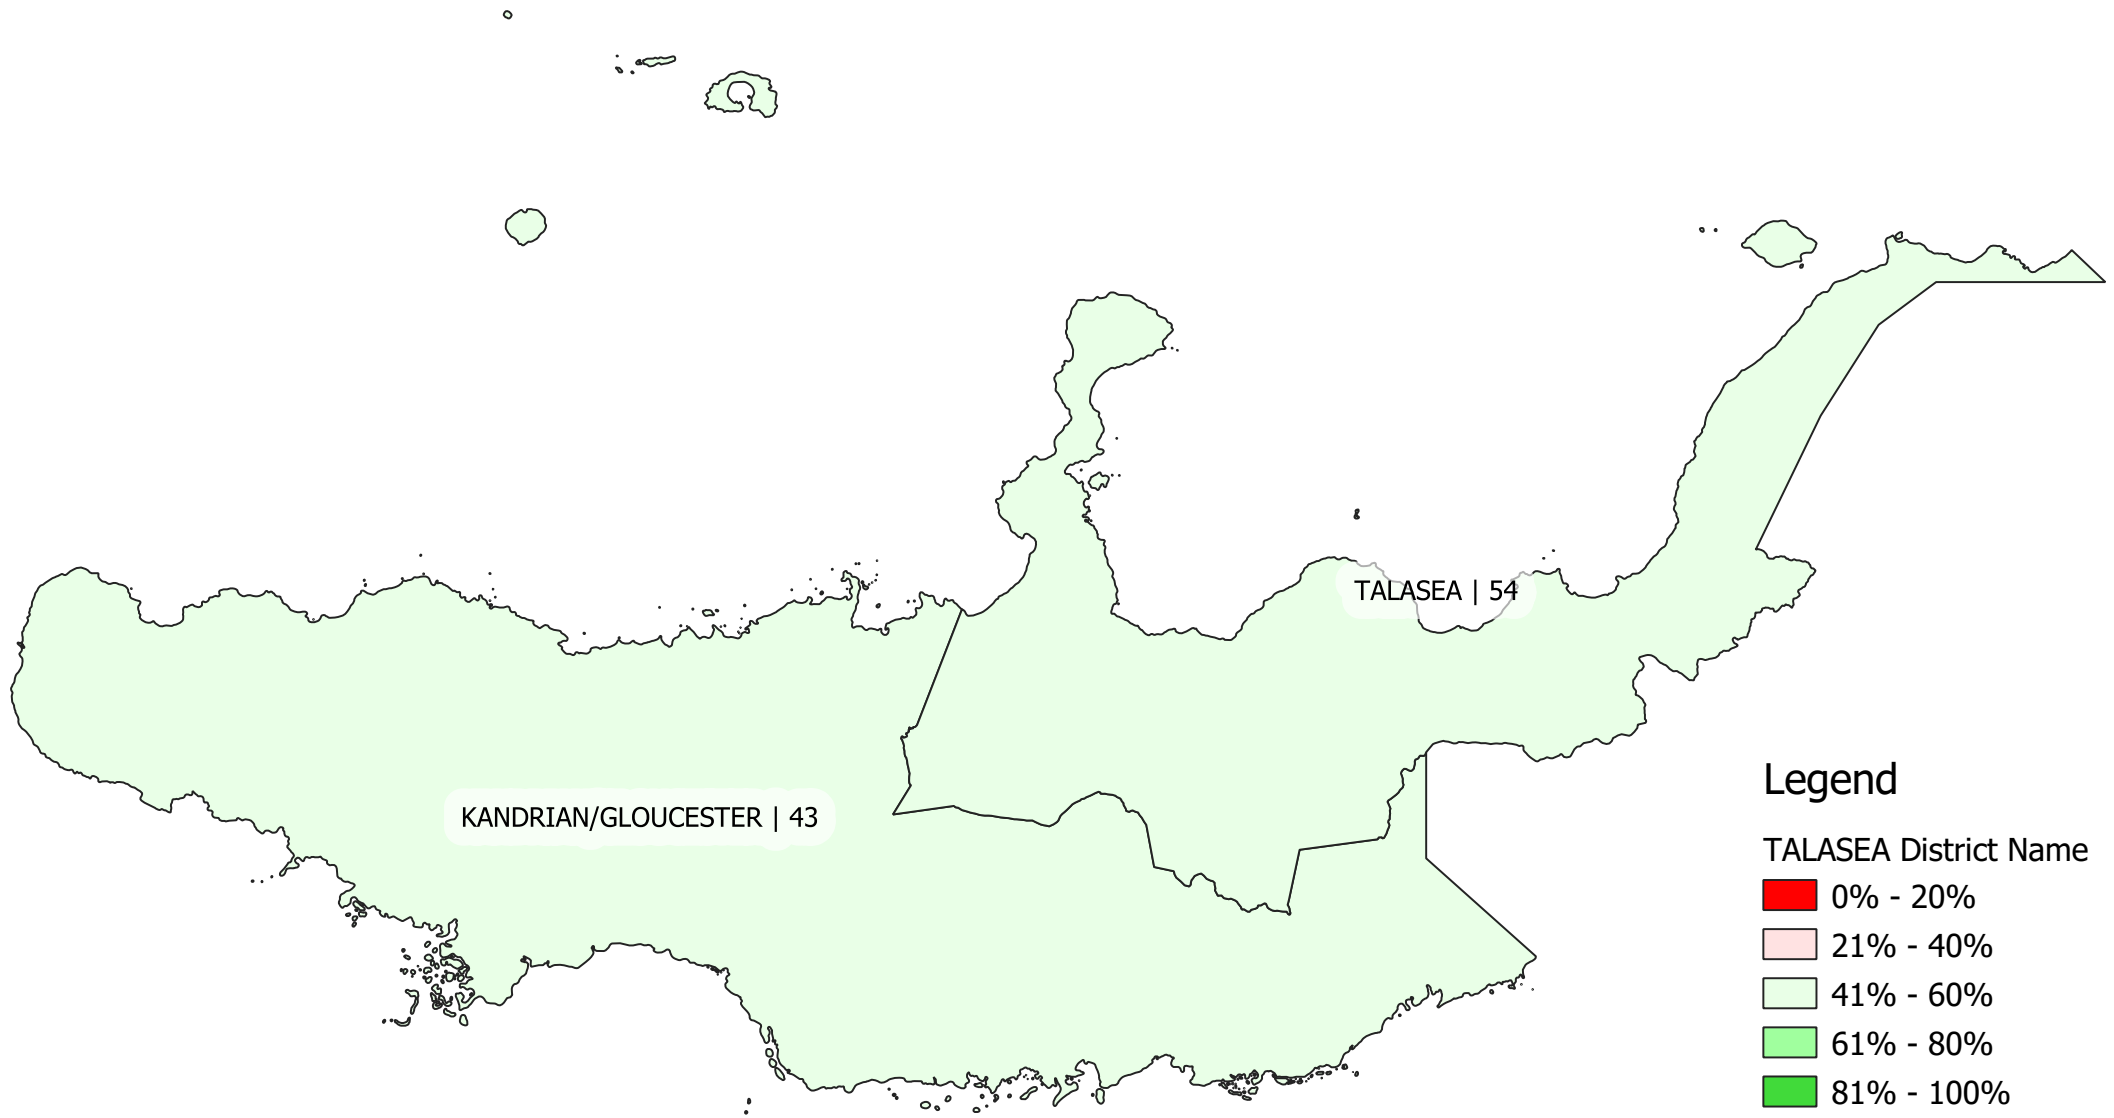 TALASEA | 54
KANDRIAN/GLOUCESTER | 43
Legend
TALASEA District Name
0% - 20%
21% - 40%
41% - 60%
61% - 80%
81% - 100%